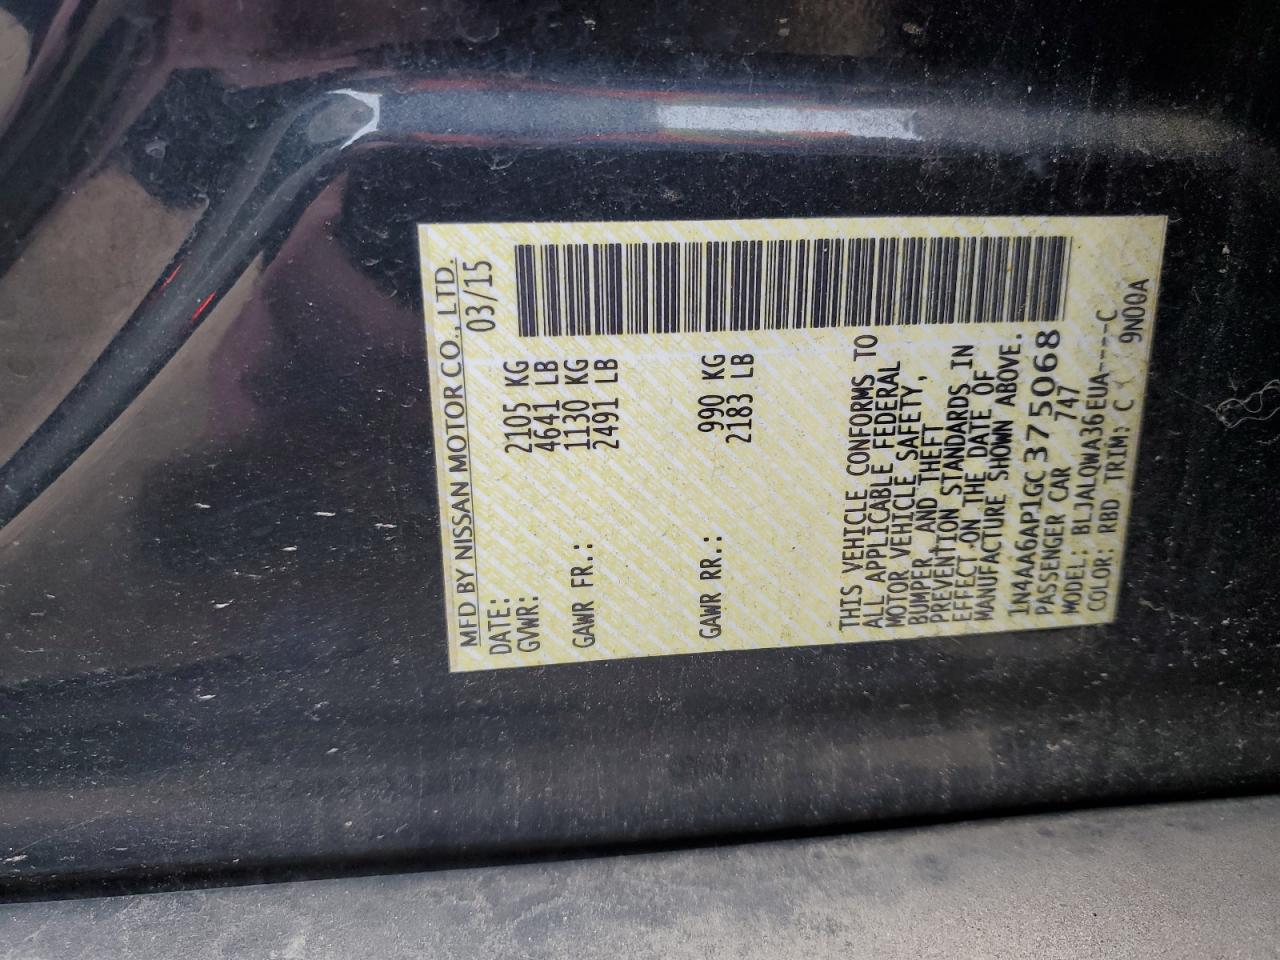 MFD BY NISSAN MOTOR CO., LTD.
DATE: 03/15
GVWR: 2105 KG
4641 LB
GAWR FR.: 1130 KG
2491 LB
GAWR RR.: 990 KG
2183 LB
THIS VEHICLE CONFORMS TO
ALL APPLICABLE FEDERAL
MOTOR VEHICLE SAFETY,
BUMPER AND THEFT
PREVENTION STANDARDS IN
EFFECT ON THE DATE OF
MANUFACTURE SHOWN ABOVE.
1N4AA6AP1GC375068
PASSENGER CAR 747
MODEL: BLJALQWA36EUA----C
COLOR: RBD TRIM: C 9N00A